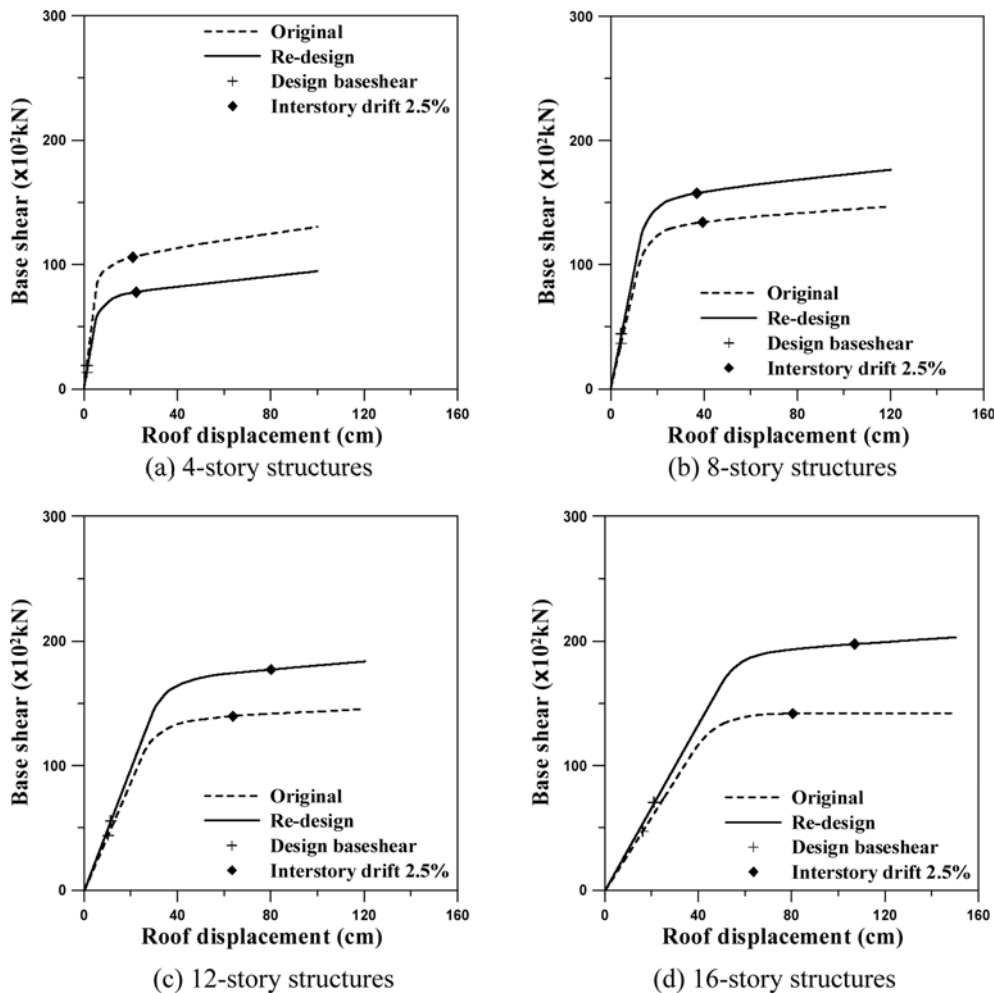 300
200
100
0
Base shear (x10²kN)
Original
Re-design
Design baseshear
Interstory drift 2.5%
0 40 80 120 160
Roof displacement (cm)
(a) 4-story structures
300
200
100
0
Base shear (x10²kN)
Original
Re-design
Design baseshear
Interstory drift 2.5%
0 40 80 120 160
Roof displacement (cm)
(b) 8-story structures
300
200
100
0
Base shear (x10²kN)
Original
Re-design
Design baseshear
Interstory drift 2.5%
0 40 80 120 160
Roof displacement (cm)
(c) 12-story structures
300
200
100
0
Base shear (x10²kN)
Original
Re-design
Design baseshear
Interstory drift 2.5%
0 40 80 120 160
Roof displacement (cm)
(d) 16-story structures